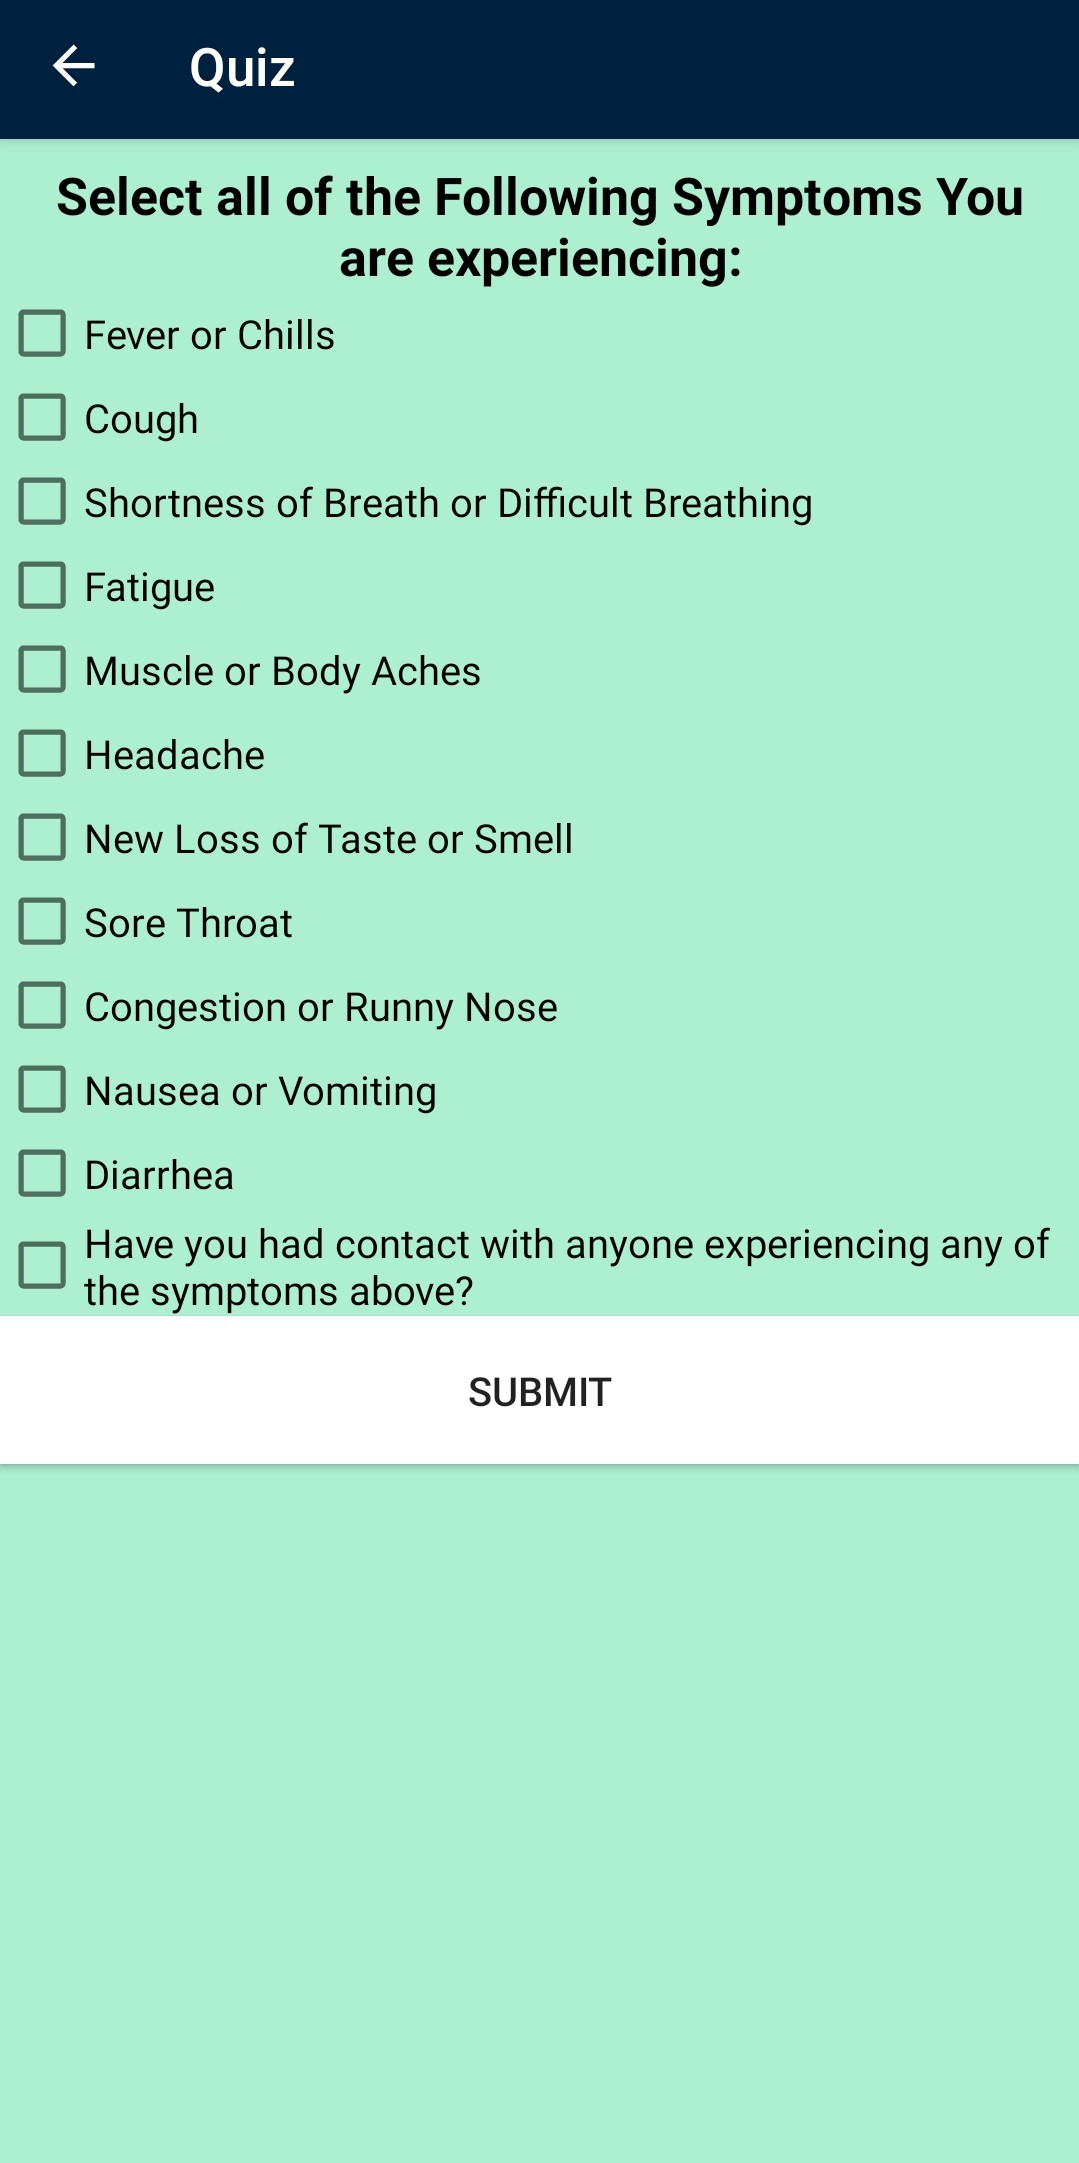 Quiz
Select all of the Following Symptoms You
are experiencing:
Fever or Chills
Cough
Shortness of Breath or Difficult Breathing
Fatigue
Muscle or Body Aches
Headache
New Loss of Taste or Smell
Sore Throat
Congestion or Runny Nose
Nausea or Vomiting
Diarrhea
Have you had contact with anyone experiencing any of
the symptoms above?
SUBMIT